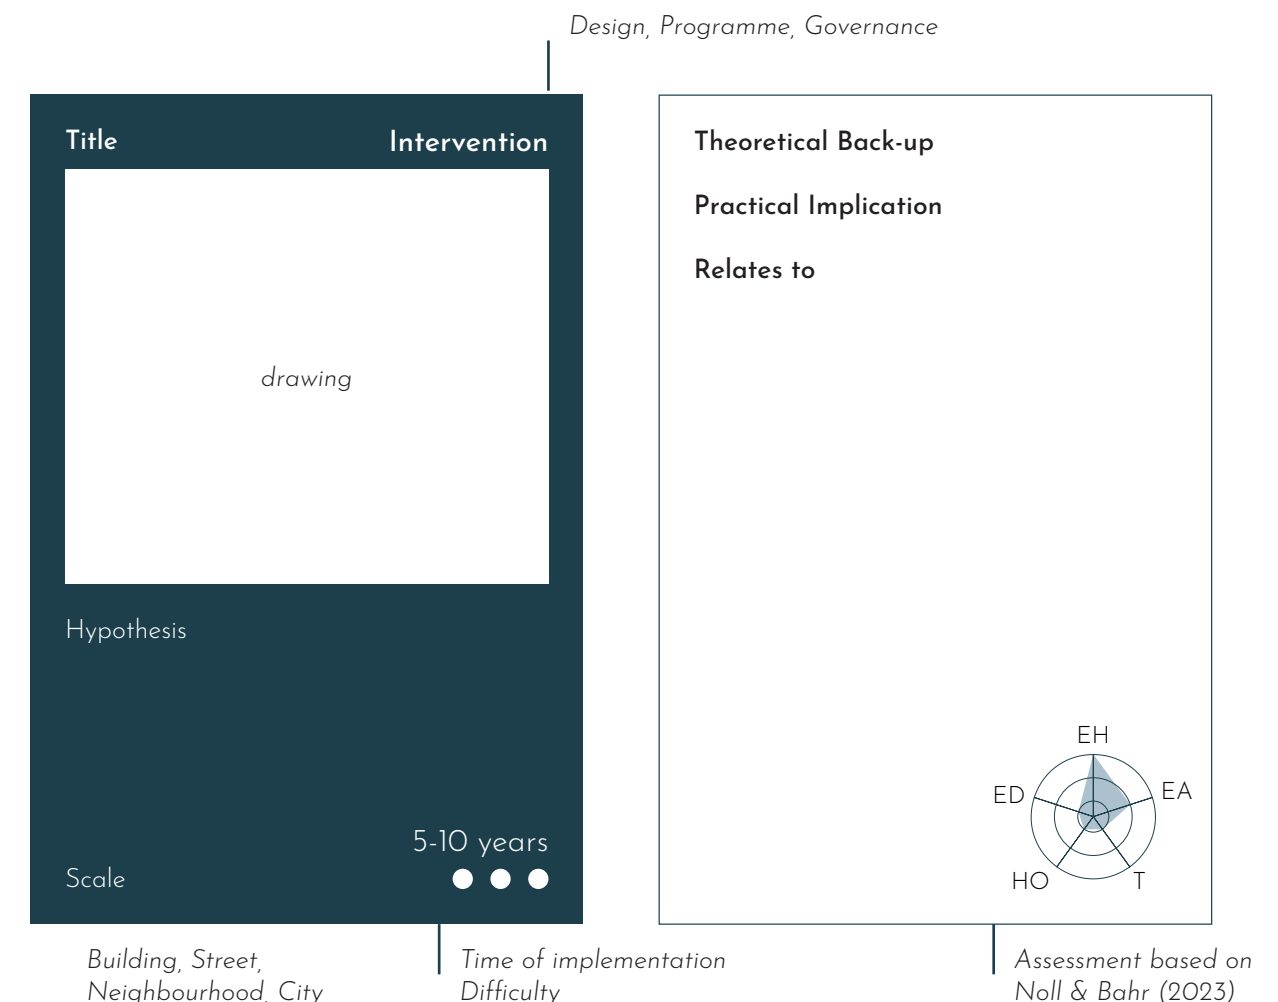 Design, Programme, Governance
Title
Intervention
drawing
Hypothesis
5-10 years
Scale
Building, Street,
Neighbourhood, City
Time of implementation
Difficulty
Theoretical Back-up
Practical Implication
Relates to
EH
ED
EA
HO
T
Assessment based on
Noll & Bahr (2023)